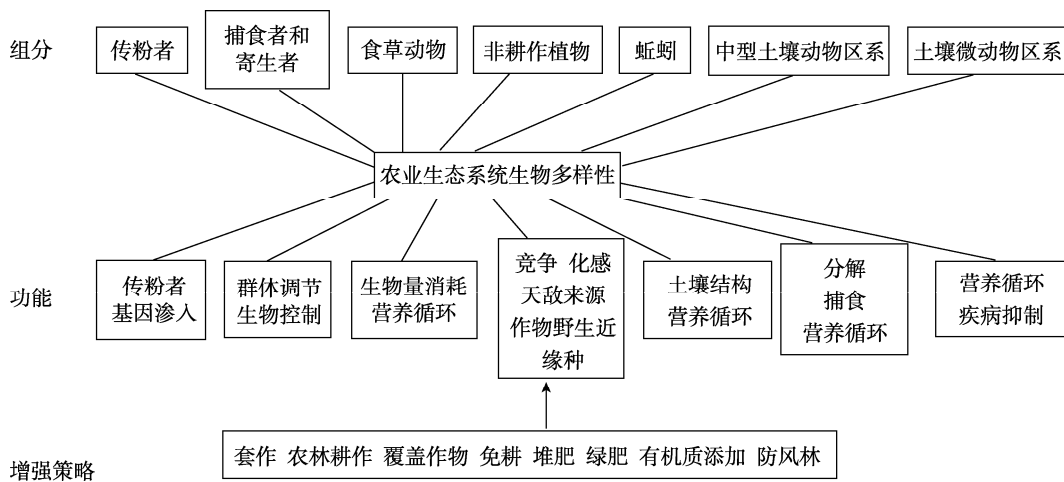 组分
传粉者
捕食者和
寄生者
食草动物
非耕作植物
蚯蚓
中型土壤动物区系
土壤微动物区系
农业生态系统生物多样性
功能
传粉者
基因渗入
群体调节
生物控制
生物量消耗
营养循环
竞争 化感
天敌来源
作物野生近
缘种
土壤结构
营养循环
分解
捕食
营养循环
营养循环
疾病抑制
增强策略
套作 农林耕作 覆盖作物 免耕 堆肥 绿肥 有机质添加 防风林